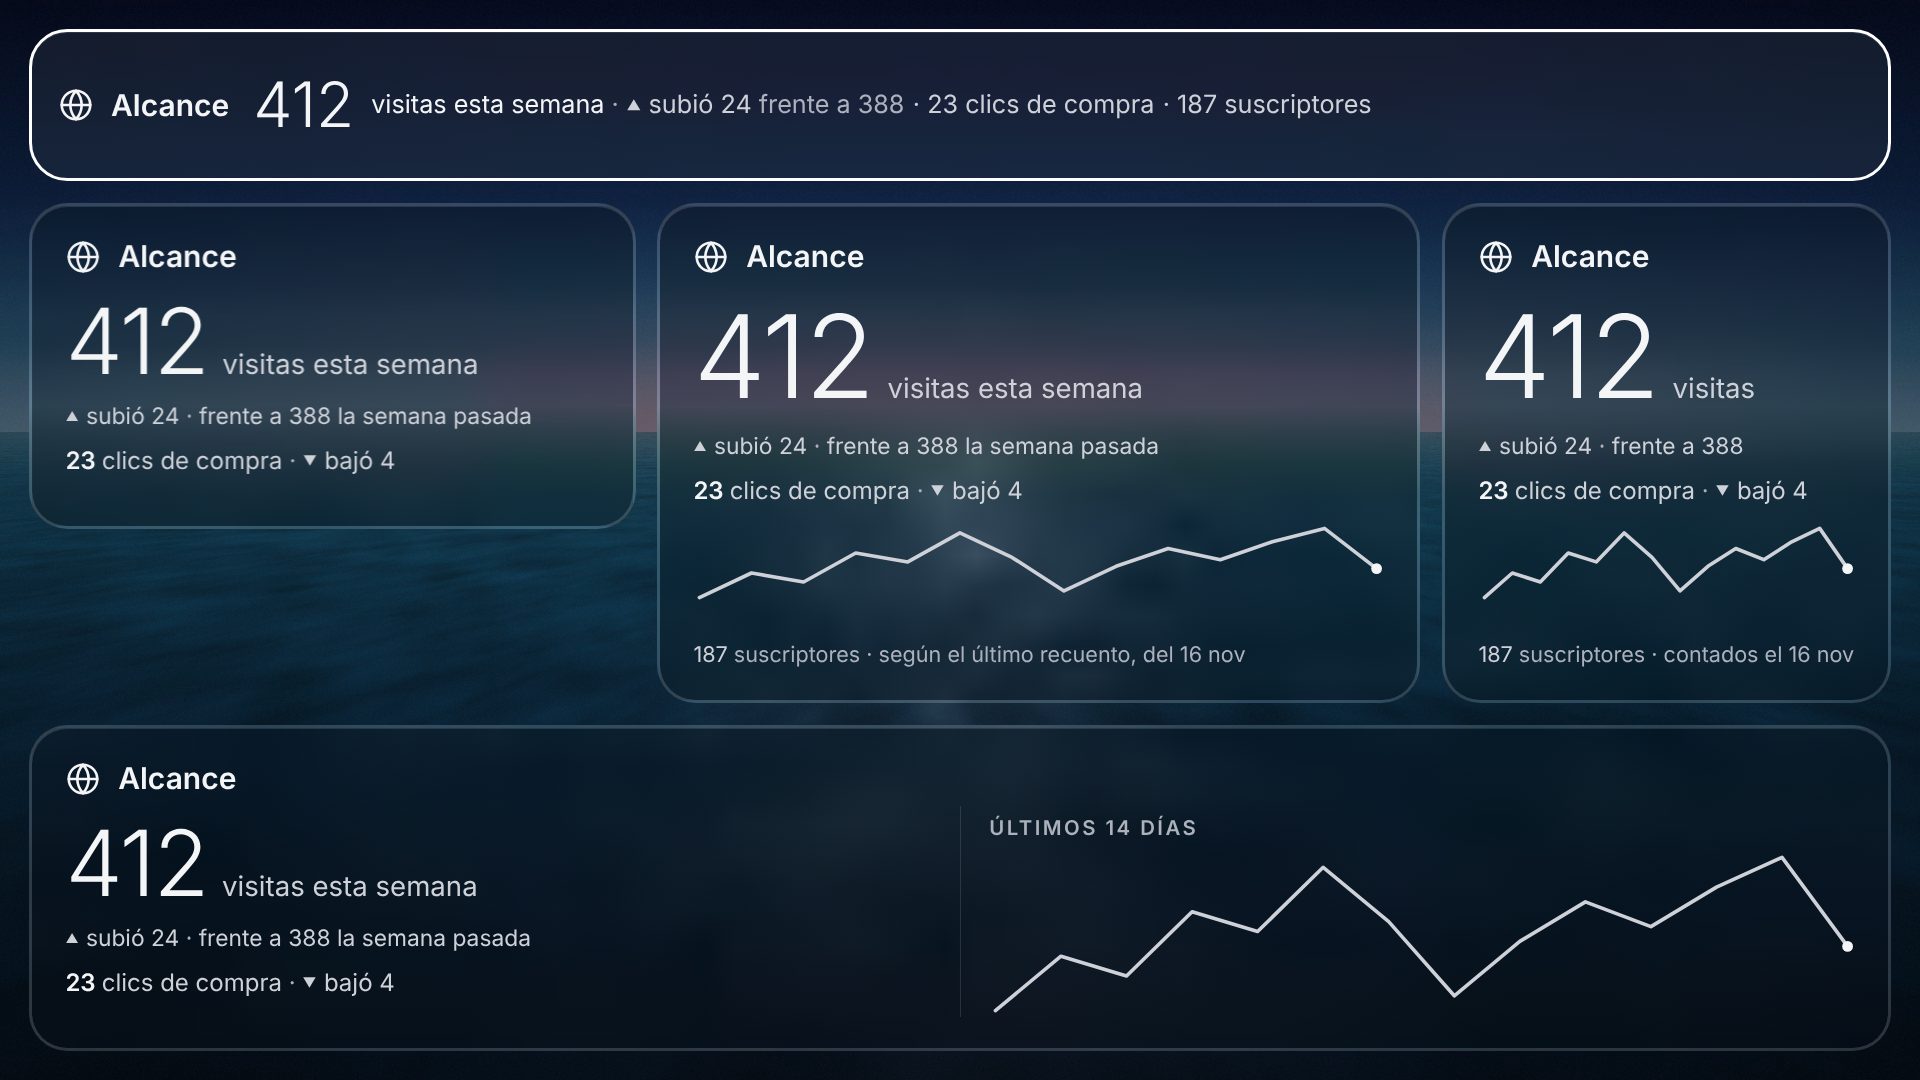 Alcance 412 visitas esta semana · ▲ subió 24 frente a 388 · 23 clics de compra · 187 suscriptores
Alcance
412 visitas esta semana
▲ subió 24 · frente a 388 la semana pasada
23 clics de compra · ▼ bajó 4
Alcance
412 visitas esta semana
▲ subió 24 · frente a 388 la semana pasada
23 clics de compra · ▼ bajó 4
187 suscriptores · según el último recuento, del 16 nov
Alcance
412 visitas
▲ subió 24 · frente a 388
23 clics de compra · ▼ bajó 4
187 suscriptores · contados el 16 nov
Alcance
412 visitas esta semana
▲ subió 24 · frente a 388 la semana pasada
23 clics de compra · ▼ bajó 4
ÚLTIMOS 14 DÍAS